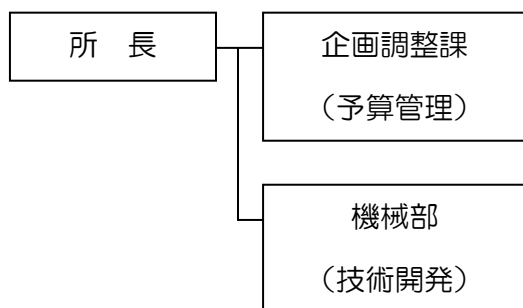 所　長
企画調整課
（予算管理）
機械部
（技術開発）